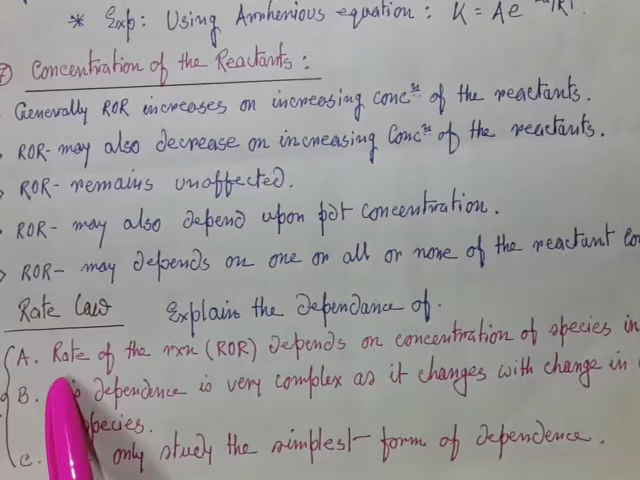 * Exp: Using Arrhenious equation: K = Ae
7) Concentration of the Reactants:
Generally ROR increases on increasing concⁿ of the reactants.
ROR- may also decrease on increasing Concⁿ of the reactants.
ROR- remains unaffected.
ROR- may also depend upon pdt concentration.
ROR- may depends on one or all or none of the reactant
Rate Law Explain the dependance of.
A. Rate of the rxn (ROR) depends on concentration of species in
B. dependence is very complex as it changes with change in
species.
C. only study the simplest form of dependence.